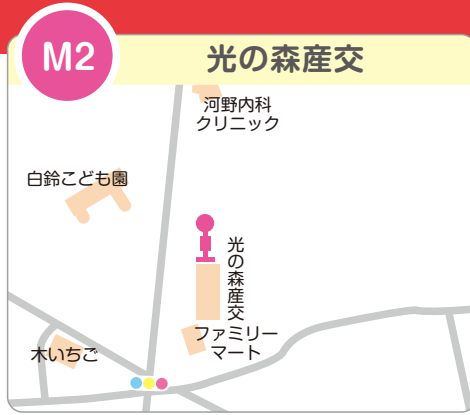 M2
光の森産交
河野内科
クリニック
白鈴こども園
光の森産交
ファミリー
マート
木いちご